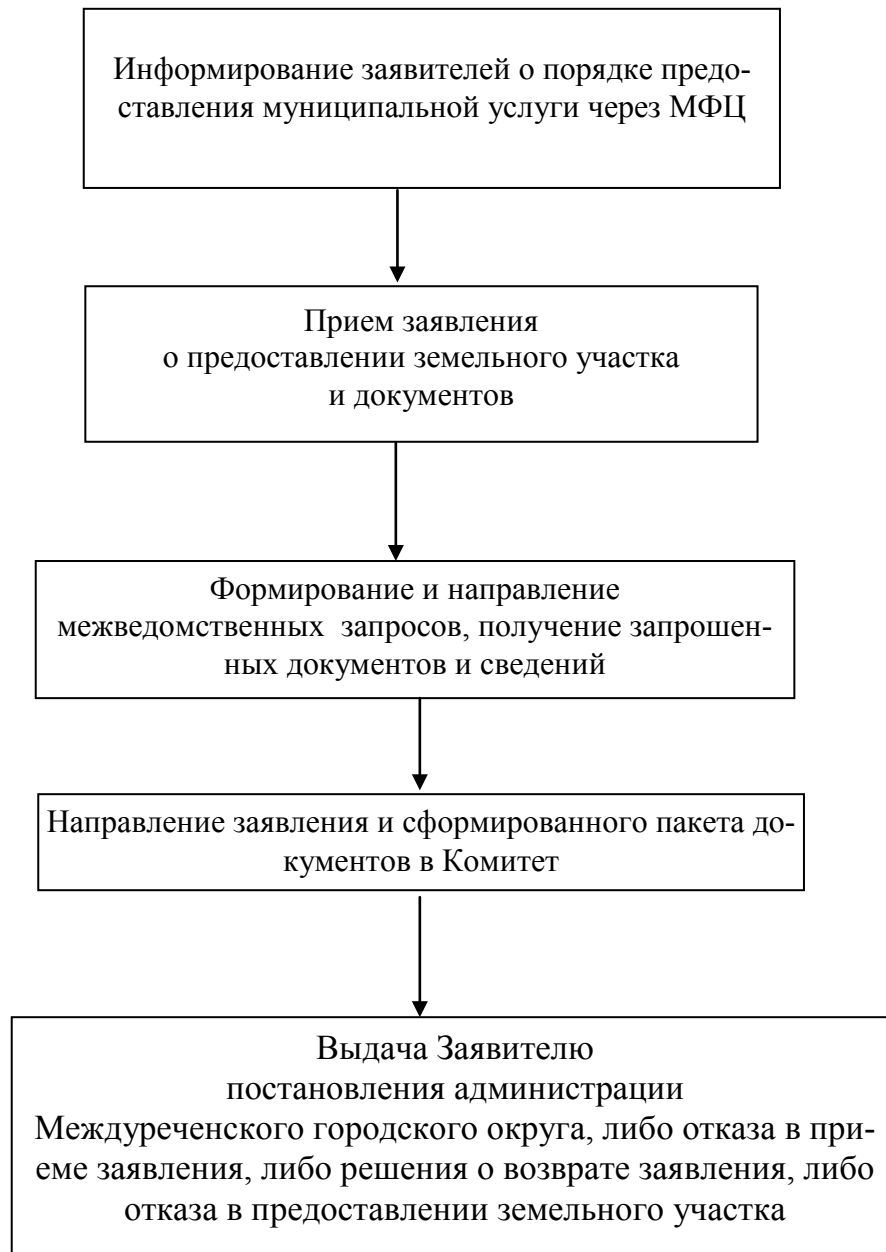 Информирование заявителей о порядке предо-
ставления муниципальной услуги через МФЦ
Прием заявления
о предоставлении земельного участка
и документов
Формирование и направление
межведомственных запросов, получение запрошен-
ных документов и сведений
Направление заявления и сформированного пакета до-
кументов в Комитет
Выдача Заявителю
постановления администрации
Междуреченского городского округа, либо отказа в при-
еме заявления, либо решения о возврате заявления, либо
отказа в предоставлении земельного участка